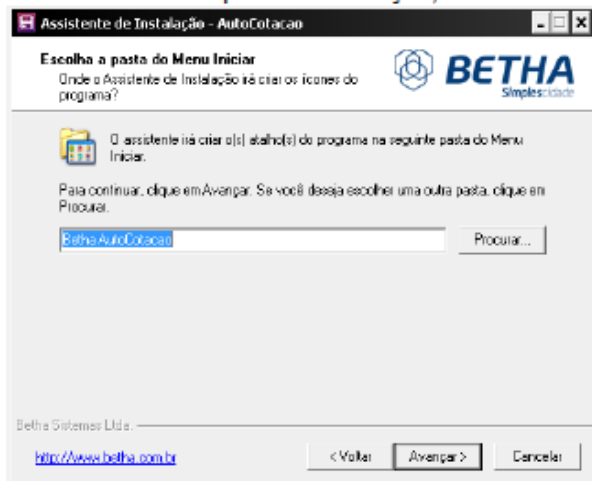 Assistente de Instalação - AutoCotacao
Escolha a pasta do Menu Iniciar
Onde o Assistente de Instalação irá criar os ícones do
programa?
BETHA
Simplescidade
O assistente irá criar o(s) atalho(s) do programa na seguinte pasta do Menu
Iniciar.
Para continuar, clique em Avançar. Se você deseja escolher uma outra pasta, clique em
Procurar.
Betha AutoCotacao
Procurar...
Betha Sistemas Ltda.
http://www.betha.com.br
< Voltar
Avançar >
Cancelar